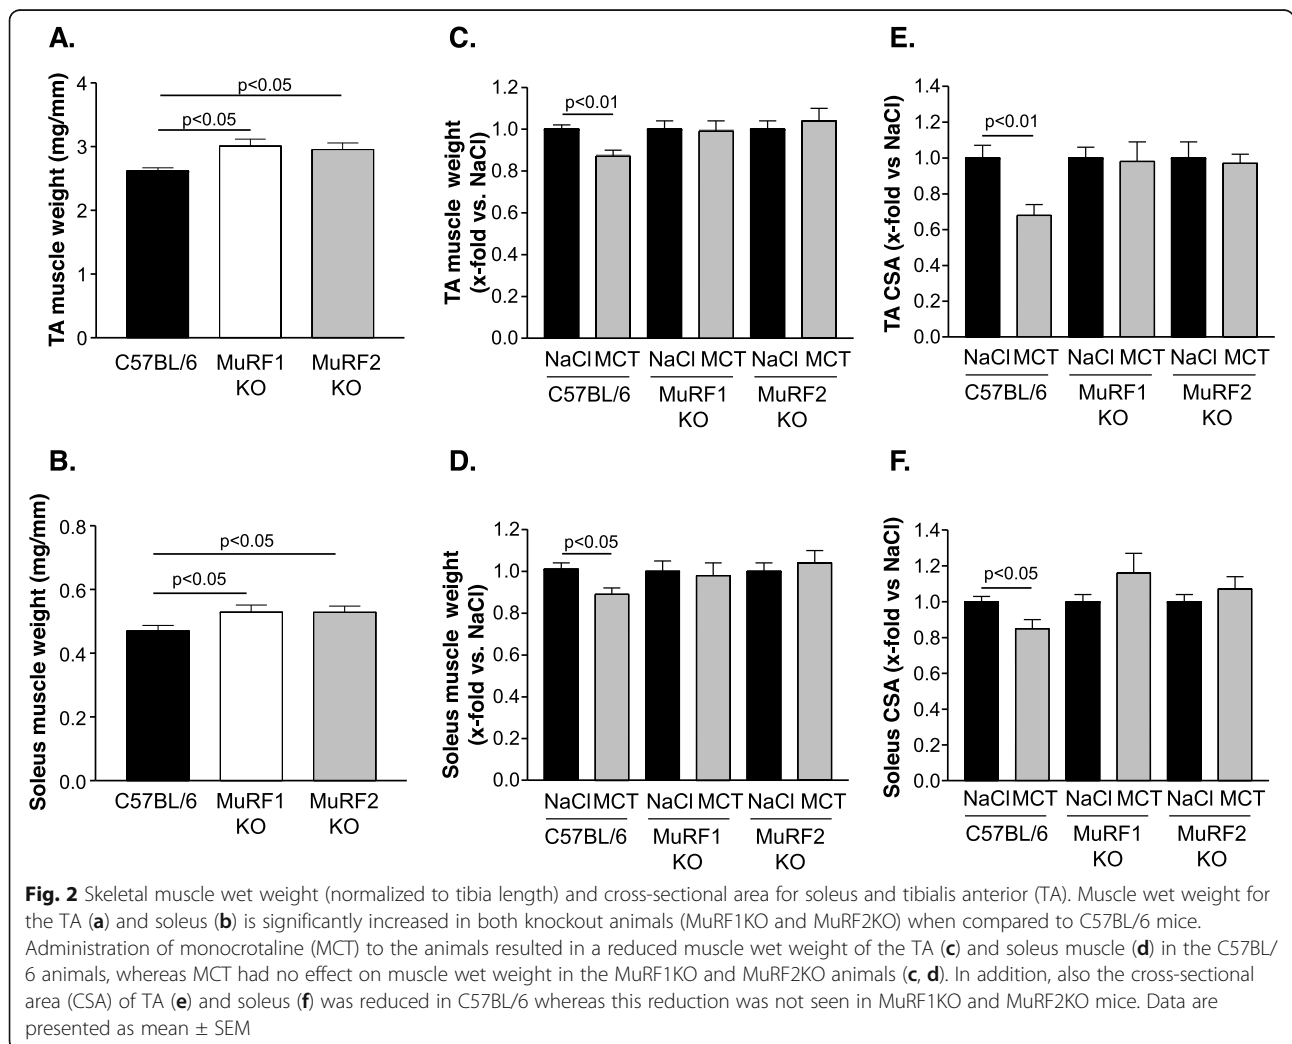 A.
TA muscle weight (mg/mm)
4
3
2
1
0
p<0.05
p<0.05
C57BL/6 MuRF1 KO MuRF2 KO
C.
TA muscle weight
(x-fold vs. NaCl)
1.2
1.0
0.8
0.6
0.4
0.2
0.0
p<0.01
NaCl MCT NaCl MCT NaCl MCT
C57BL/6 MuRF1 KO MuRF2 KO
E.
TA CSA (x-fold vs NaCl)
1.4
1.2
1.0
0.8
0.6
0.4
0.2
0.0
p<0.01
NaCl MCT NaCl MCT NaCl MCT
C57BL/6 MuRF1 KO MuRF2 KO
B.
Soleus muscle weight (mg/mm)
0.8
0.6
0.4
0.2
0.0
p<0.05
p<0.05
C57BL/6 MuRF1 KO MuRF2 KO
D.
Soleus muscle weight
(x-fold vs. NaCl)
1.2
1.0
0.8
0.6
0.4
0.2
0.0
p<0.05
NaCl MCT NaCl MCT NaCl MCT
C57BL/6 MuRF1 KO MuRF2 KO
F.
Soleus CSA (x-fold vs NaCl)
1.4
1.2
1.0
0.8
0.6
0.4
0.2
0.0
p<0.05
NaCl MCT NaCl MCT NaCl MCT
C57BL/6 MuRF1 KO MuRF2 KO
Fig. 2 Skeletal muscle wet weight (normalized to tibia length) and cross-sectional area for soleus and tibialis anterior (TA). Muscle wet weight for
the TA (a) and soleus (b) is significantly increased in both knockout animals (MuRF1KO and MuRF2KO) when compared to C57BL/6 mice.
Administration of monocrotaline (MCT) to the animals resulted in a reduced muscle wet weight of the TA (c) and soleus muscle (d) in the C57BL/
6 animals, whereas MCT had no effect on muscle wet weight in the MuRF1KO and MuRF2KO animals (c, d). In addition, also the cross-sectional
area (CSA) of TA (e) and soleus (f) was reduced in C57BL/6 whereas this reduction was not seen in MuRF1KO and MuRF2KO mice. Data are
presented as mean ± SEM